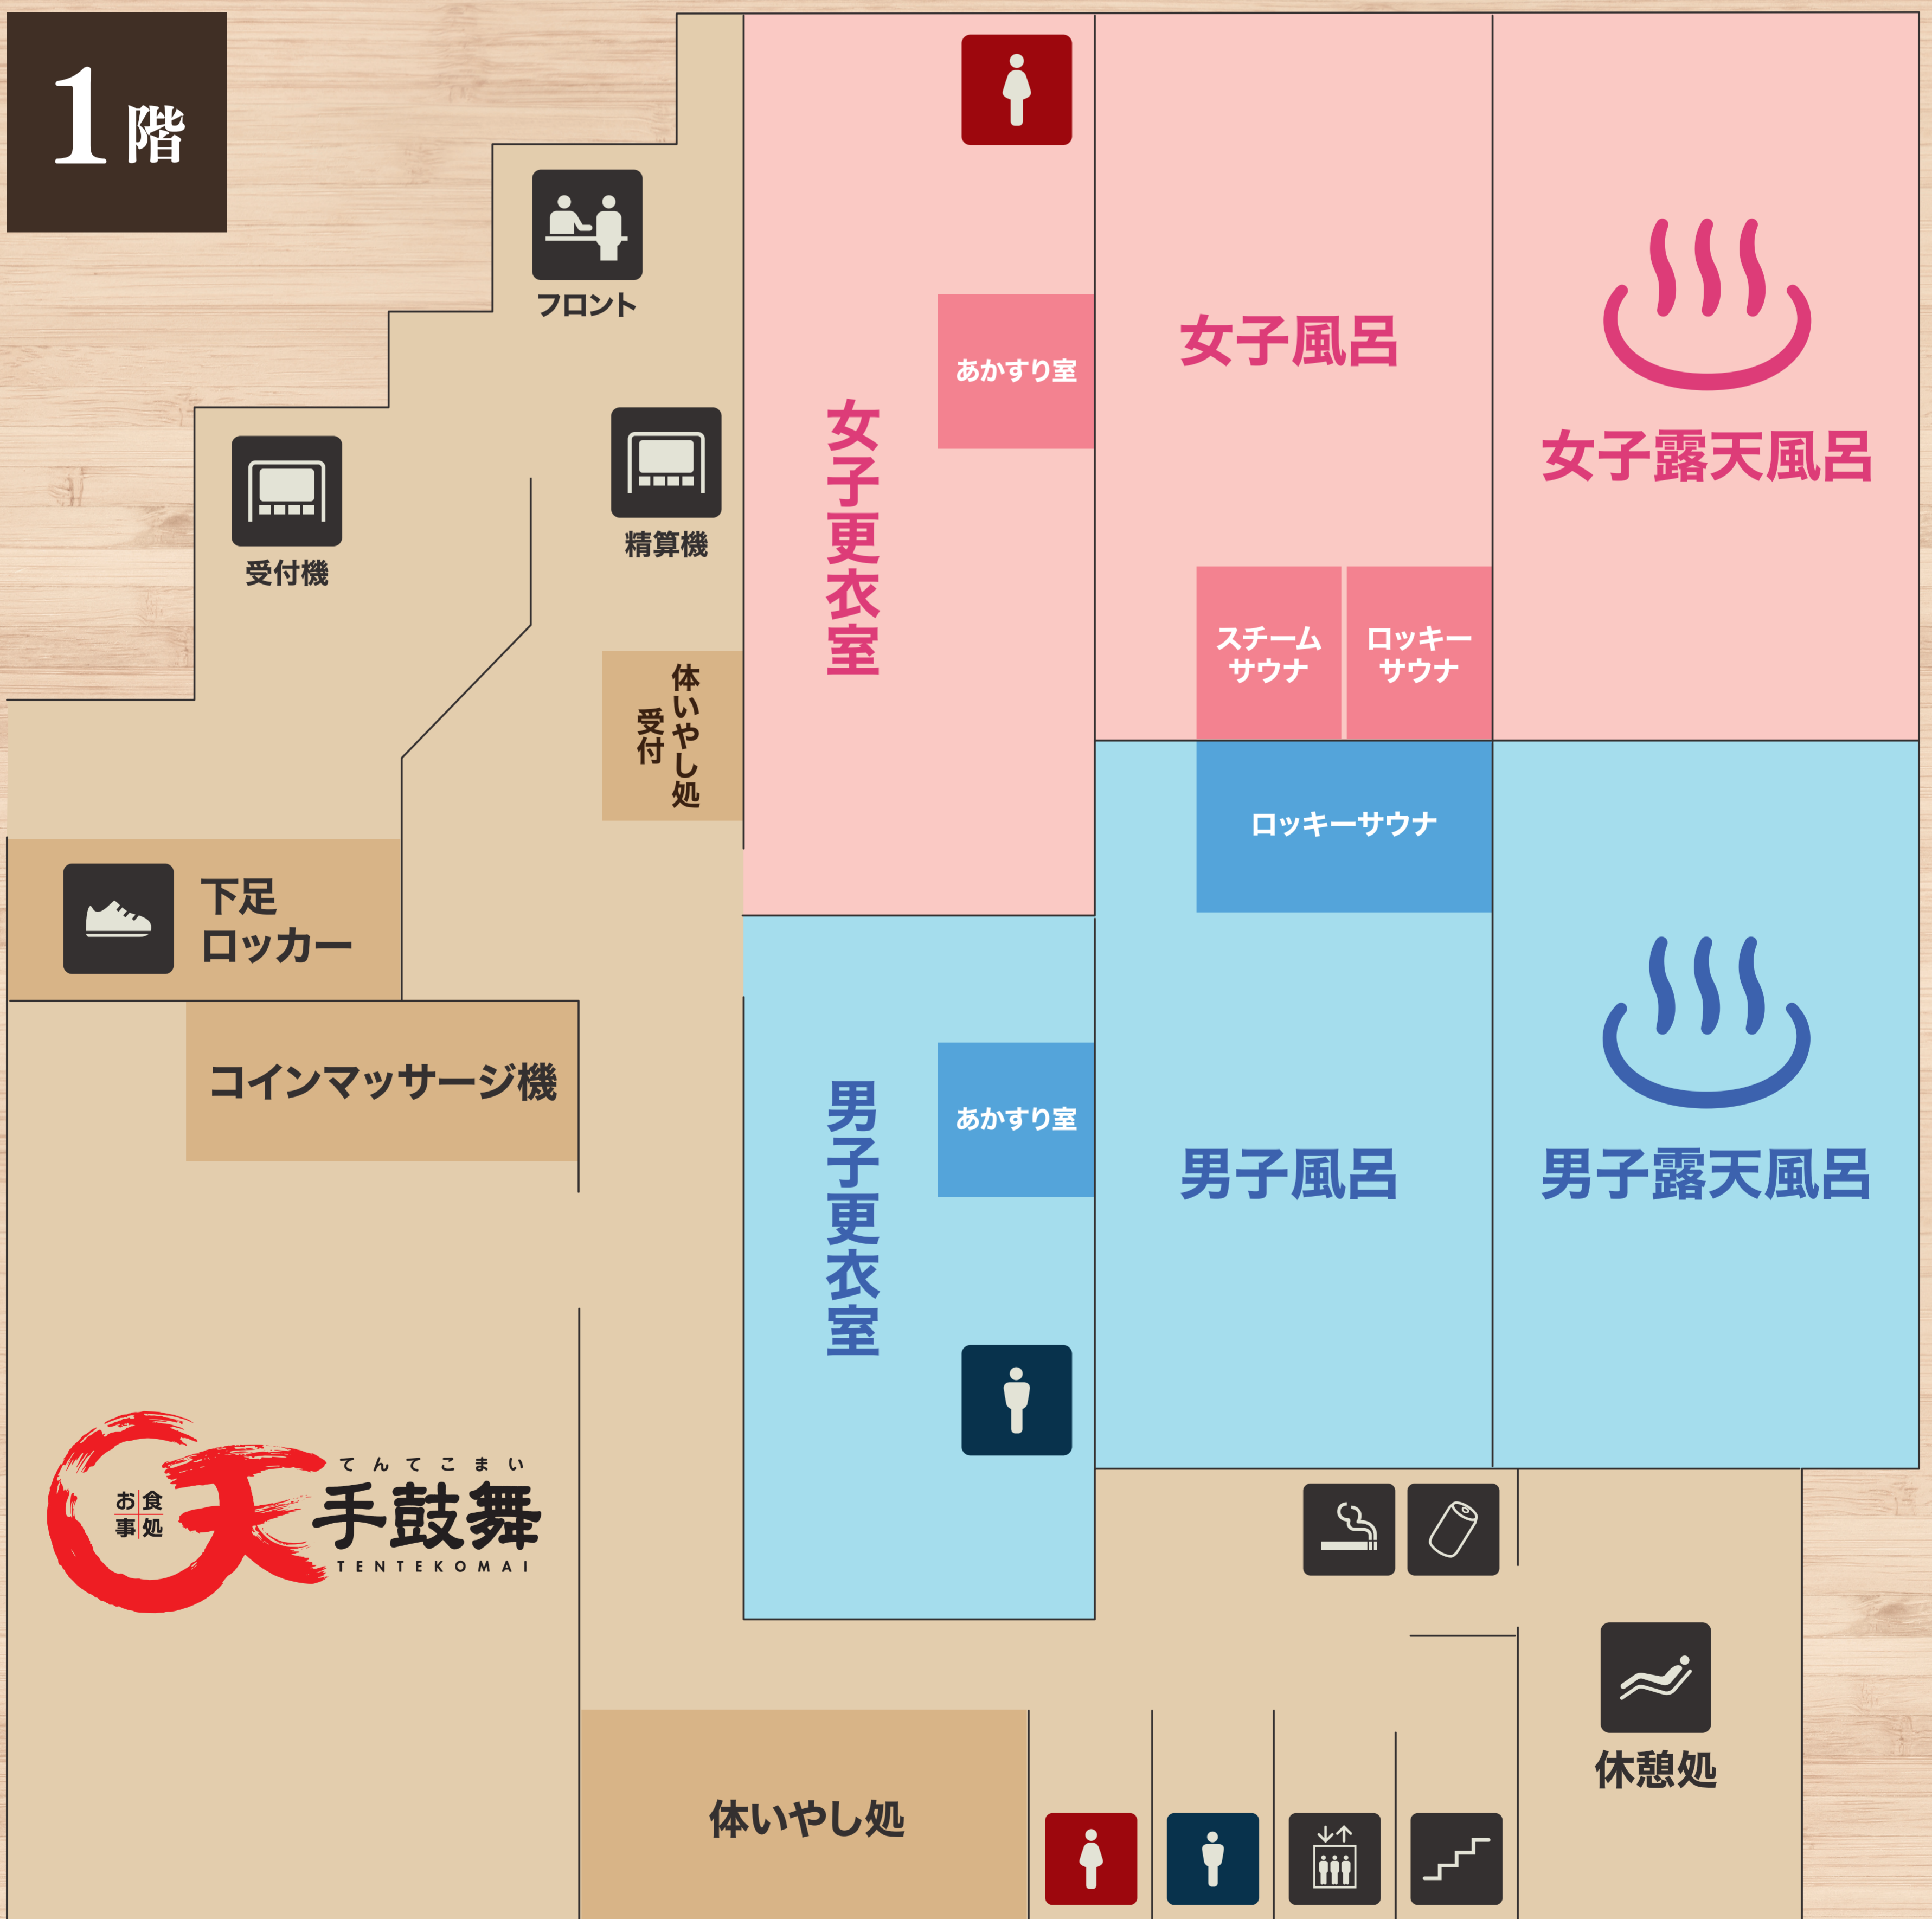 1階
フロント
受付機
精算機
体いやし処
受付
下足
ロッカー
コインマッサージ機
お食
事処
天
てんてこまい
手鼓舞
TENTEKOMAI
女子更衣室
あかすり室
女子風呂
女子露天風呂
スチーム
サウナ
ロッキー
サウナ
ロッキーサウナ
男子更衣室
あかすり室
男子風呂
男子露天風呂
休憩処
体いやし処